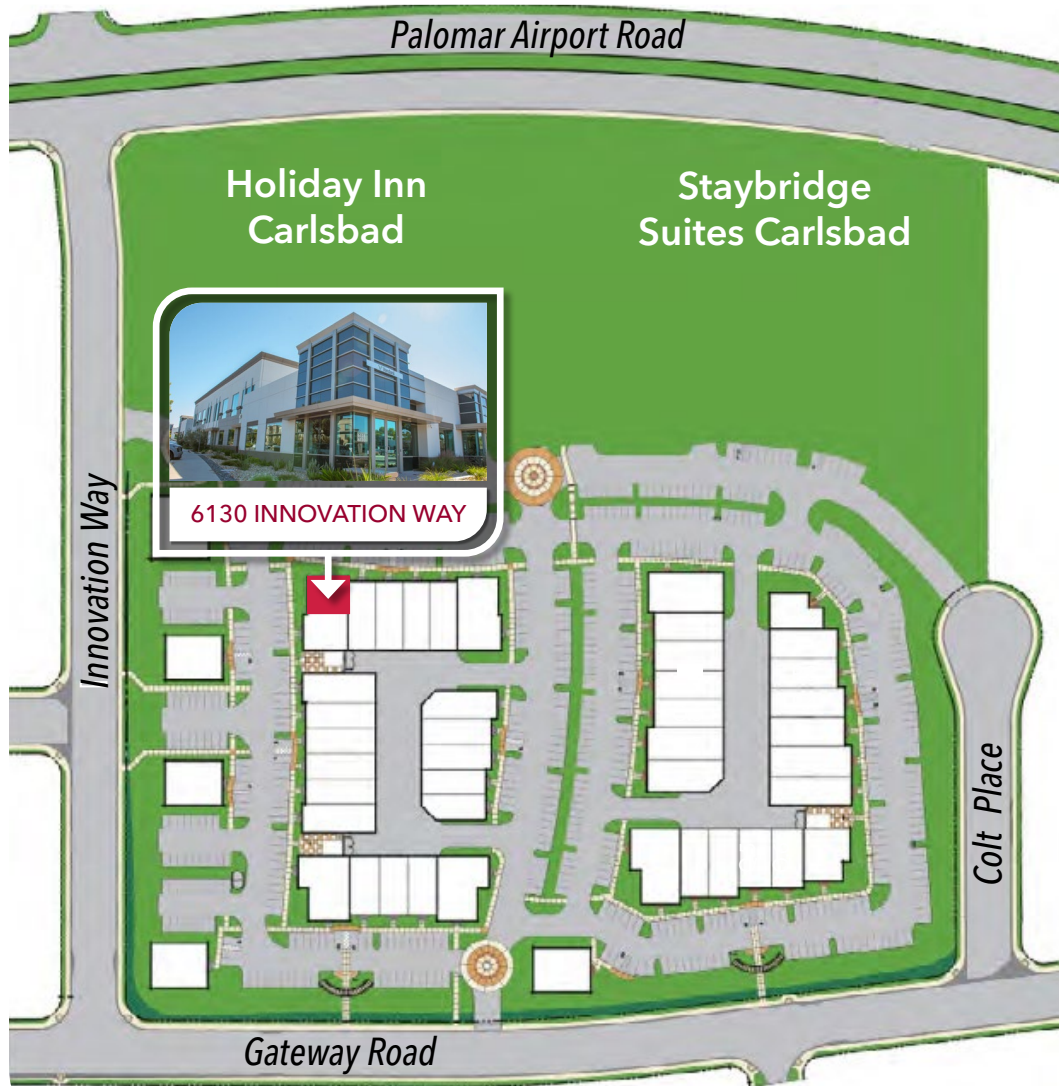 Palomar Airport Road
Holiday Inn
Carlsbad
Staybridge
Suites Carlsbad
6130 INNOVATION WAY
Innovation Way
Colt Place
Gateway Road